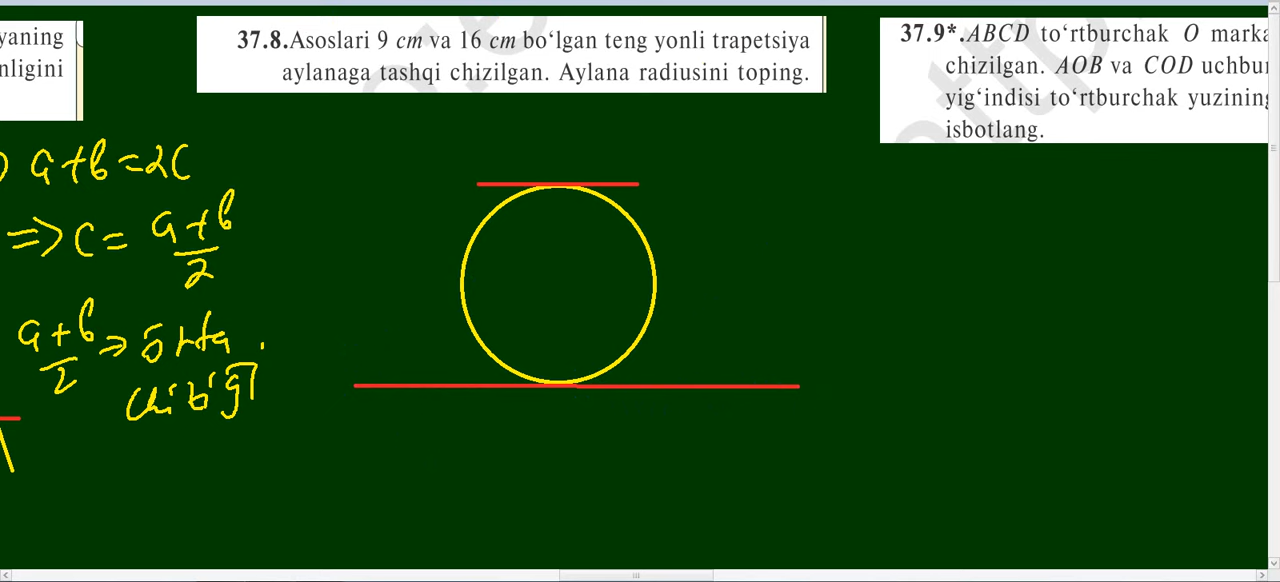 yaning
nligini
37.8.Asoslari 9 cm va 16 cm bo‘lgan teng yonli trapetsiya
aylanaga tashqi chizilgan. Aylana radiusini toping.
37.9*.ABCD to‘rtburchak O marka
chizilgan. AOB va COD uchbu
yig‘indisi to‘rtburchak yuzining
isbotlang.
) a+b=2c
=> c= a+b/2
a+b/2 => o‘rta